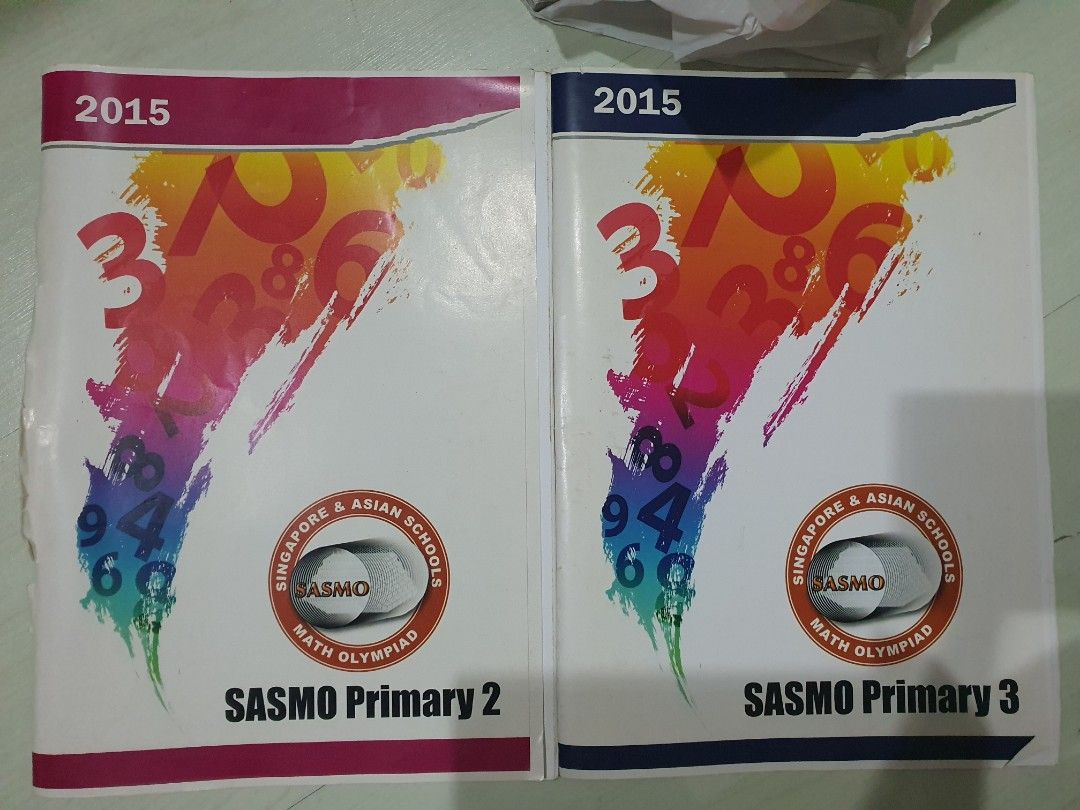 2015
SINGAPORE & ASIAN SCHOOLS
SASMO
MATH OLYMPIAD
SASMO Primary 2
2015
SINGAPORE & ASIAN SCHOOLS
SASMO
MATH OLYMPIAD
SASMO Primary 3